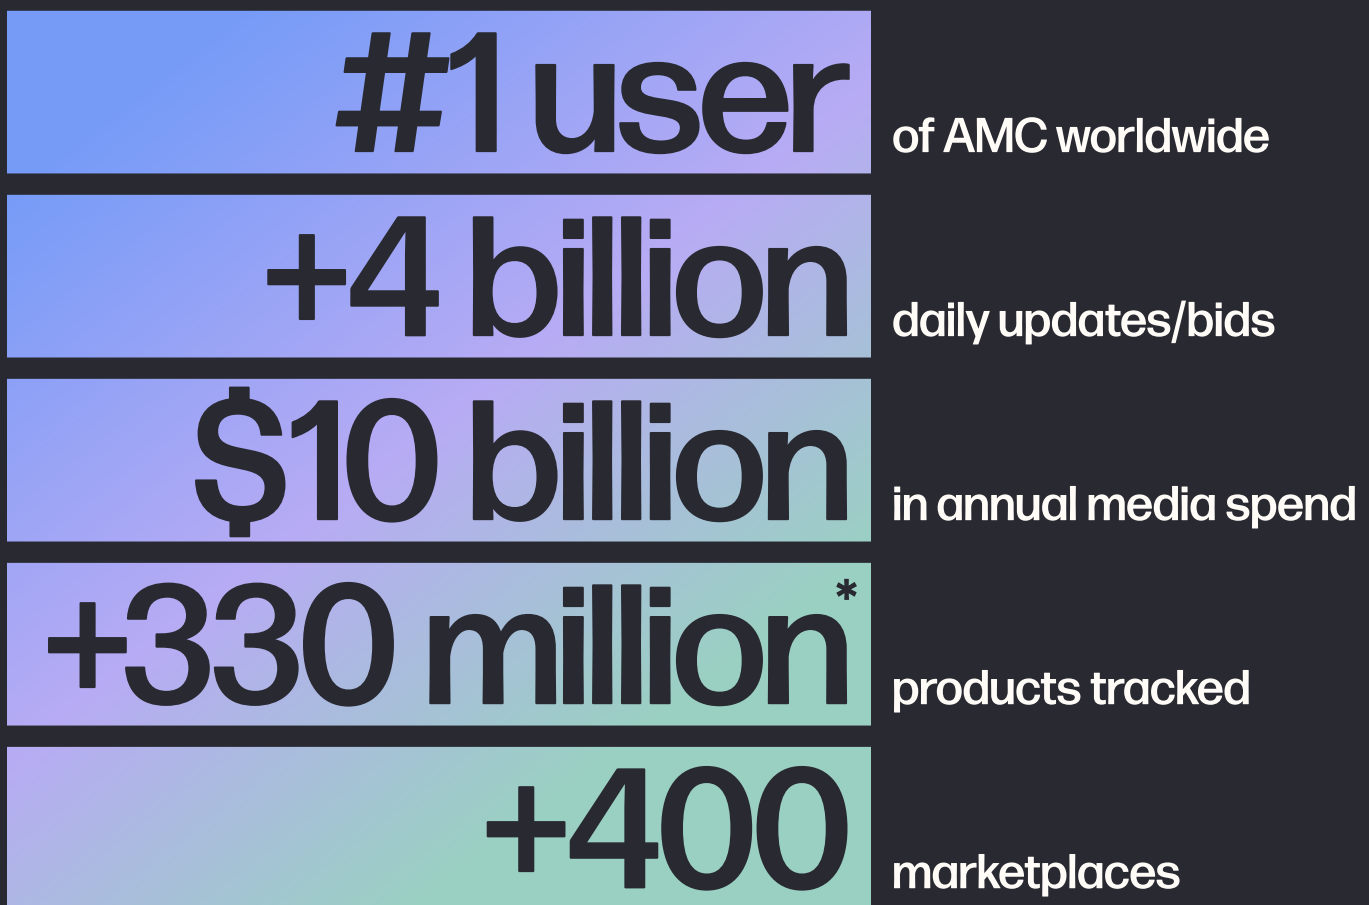 #1 user
of AMC worldwide
+4 billion
daily updates/bids
$10 billion
in annual media spend
+330 million*
products tracked
+400
marketplaces